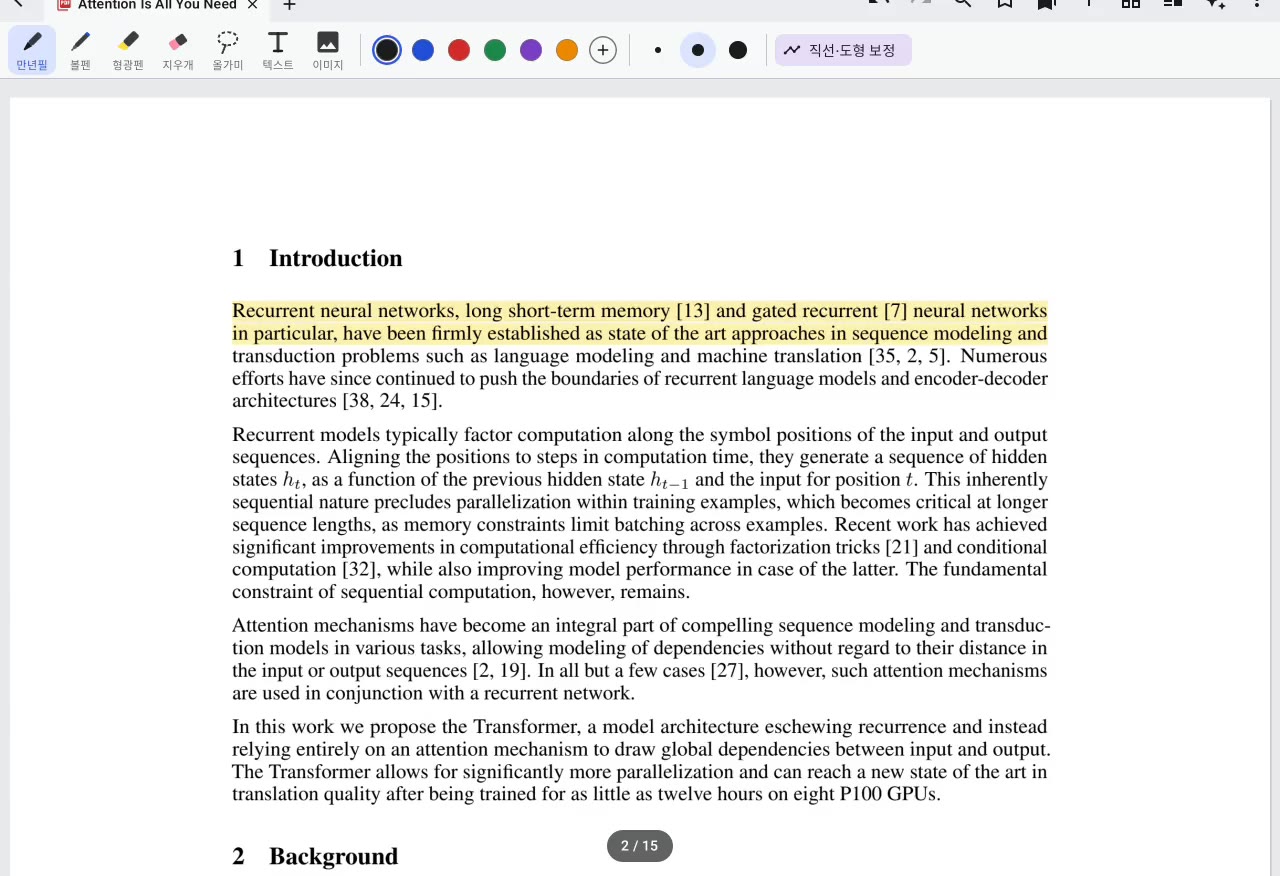 Attention Is All You Need
만년필 볼펜 형광펜 지우개 올가미 텍스트 이미지 직선·도형 보정
1 Introduction
Recurrent neural networks, long short-term memory [13] and gated recurrent [7] neural networks
in particular, have been firmly established as state of the art approaches in sequence modeling and
transduction problems such as language modeling and machine translation [35, 2, 5]. Numerous
efforts have since continued to push the boundaries of recurrent language models and encoder-decoder
architectures [38, 24, 15].
Recurrent models typically factor computation along the symbol positions of the input and output
sequences. Aligning the positions to steps in computation time, they generate a sequence of hidden
states hₜ, as a function of the previous hidden state hₜ₋₁ and the input for position t. This inherently
sequential nature precludes parallelization within training examples, which becomes critical at longer
sequence lengths, as memory constraints limit batching across examples. Recent work has achieved
significant improvements in computational efficiency through factorization tricks [21] and conditional
computation [32], while also improving model performance in case of the latter. The fundamental
constraint of sequential computation, however, remains.
Attention mechanisms have become an integral part of compelling sequence modeling and transduc-
tion models in various tasks, allowing modeling of dependencies without regard to their distance in
the input or output sequences [2, 19]. In all but a few cases [27], however, such attention mechanisms
are used in conjunction with a recurrent network.
In this work we propose the Transformer, a model architecture eschewing recurrence and instead
relying entirely on an attention mechanism to draw global dependencies between input and output.
The Transformer allows for significantly more parallelization and can reach a new state of the art in
translation quality after being trained for as little as twelve hours on eight P100 GPUs.
2 / 15
2 Background